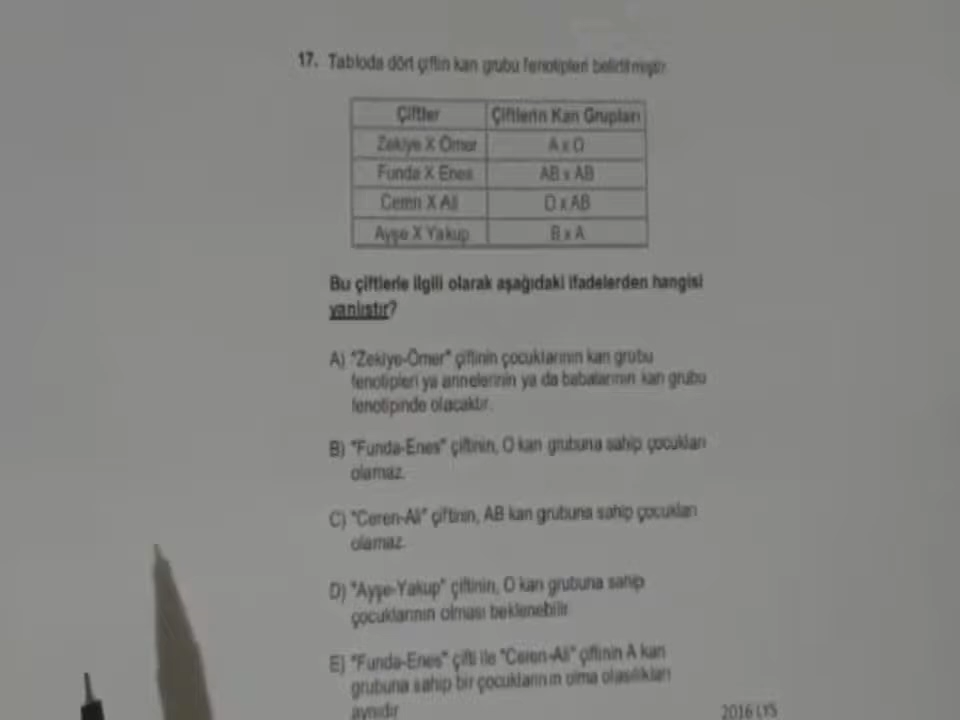 17. Tabloda dört çiftin kan grubu fenotipleri belirtilmiştir.
Çiftler Çiftlerin Kan Grupları
Zekiye X Ömer A x O
Funda X Enes AB x AB
Ceren X Ali O x AB
Ayşe X Yakup B x A
Bu çiftlerle ilgili olarak aşağıdaki ifadelerden hangisi
yanlıştır?
A) "Zekiye-Ömer" çiftinin çocuklarının kan grubu
fenotipleri ya annelerinin ya da babalarının kan grubu
fenotipinde olacaktır.
B) "Funda-Enes" çiftinin, O kan grubuna sahip çocukları
olamaz.
C) "Ceren-Ali" çiftinin, AB kan grubuna sahip çocukları
olamaz.
D) "Ayşe-Yakup" çiftinin, O kan grubuna sahip
çocuklarının olması beklenebilir.
E) "Funda-Enes" çifti ile "Ceren-Ali" çiftinin A kan
grubuna sahip bir çocuklarının olma olasılıkları
aynıdır
2016 LYS